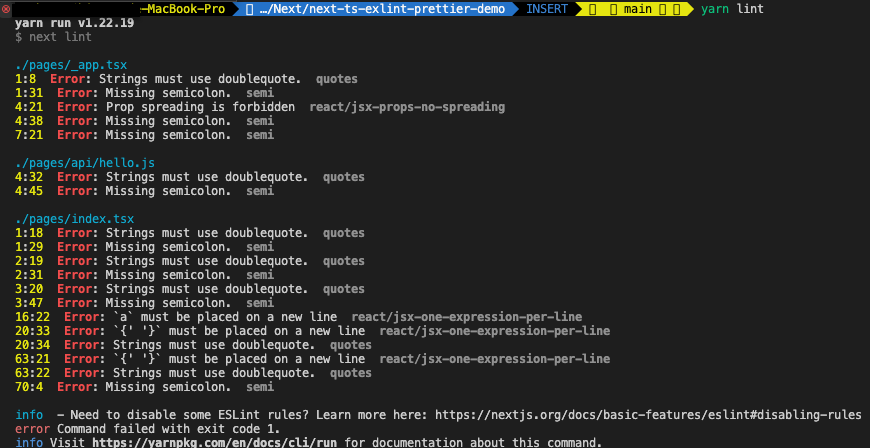 e-MacBook-Pro …/Next/next-ts-exlint-prettier-demo INSERT main yarn lint
yarn run v1.22.19
$ next lint
./pages/_app.tsx
1:8 Error: Strings must use doublequote. quotes
1:31 Error: Missing semicolon. semi
4:21 Error: Prop spreading is forbidden react/jsx-props-no-spreading
4:38 Error: Missing semicolon. semi
7:21 Error: Missing semicolon. semi
./pages/api/hello.js
4:32 Error: Strings must use doublequote. quotes
4:45 Error: Missing semicolon. semi
./pages/index.tsx
1:18 Error: Strings must use doublequote. quotes
1:29 Error: Missing semicolon. semi
2:19 Error: Strings must use doublequote. quotes
2:31 Error: Missing semicolon. semi
3:20 Error: Strings must use doublequote. quotes
3:47 Error: Missing semicolon. semi
16:22 Error: `a` must be placed on a new line react/jsx-one-expression-per-line
20:33 Error: `{' '}` must be placed on a new line react/jsx-one-expression-per-line
20:34 Error: Strings must use doublequote. quotes
63:21 Error: `{' '}` must be placed on a new line react/jsx-one-expression-per-line
63:22 Error: Strings must use doublequote. quotes
70:4 Error: Missing semicolon. semi
info - Need to disable some ESLint rules? Learn more here: https://nextjs.org/docs/basic-features/eslint#disabling-rules
error Command failed with exit code 1.
info Visit https://yarnpkg.com/en/docs/cli/run for documentation about this command.